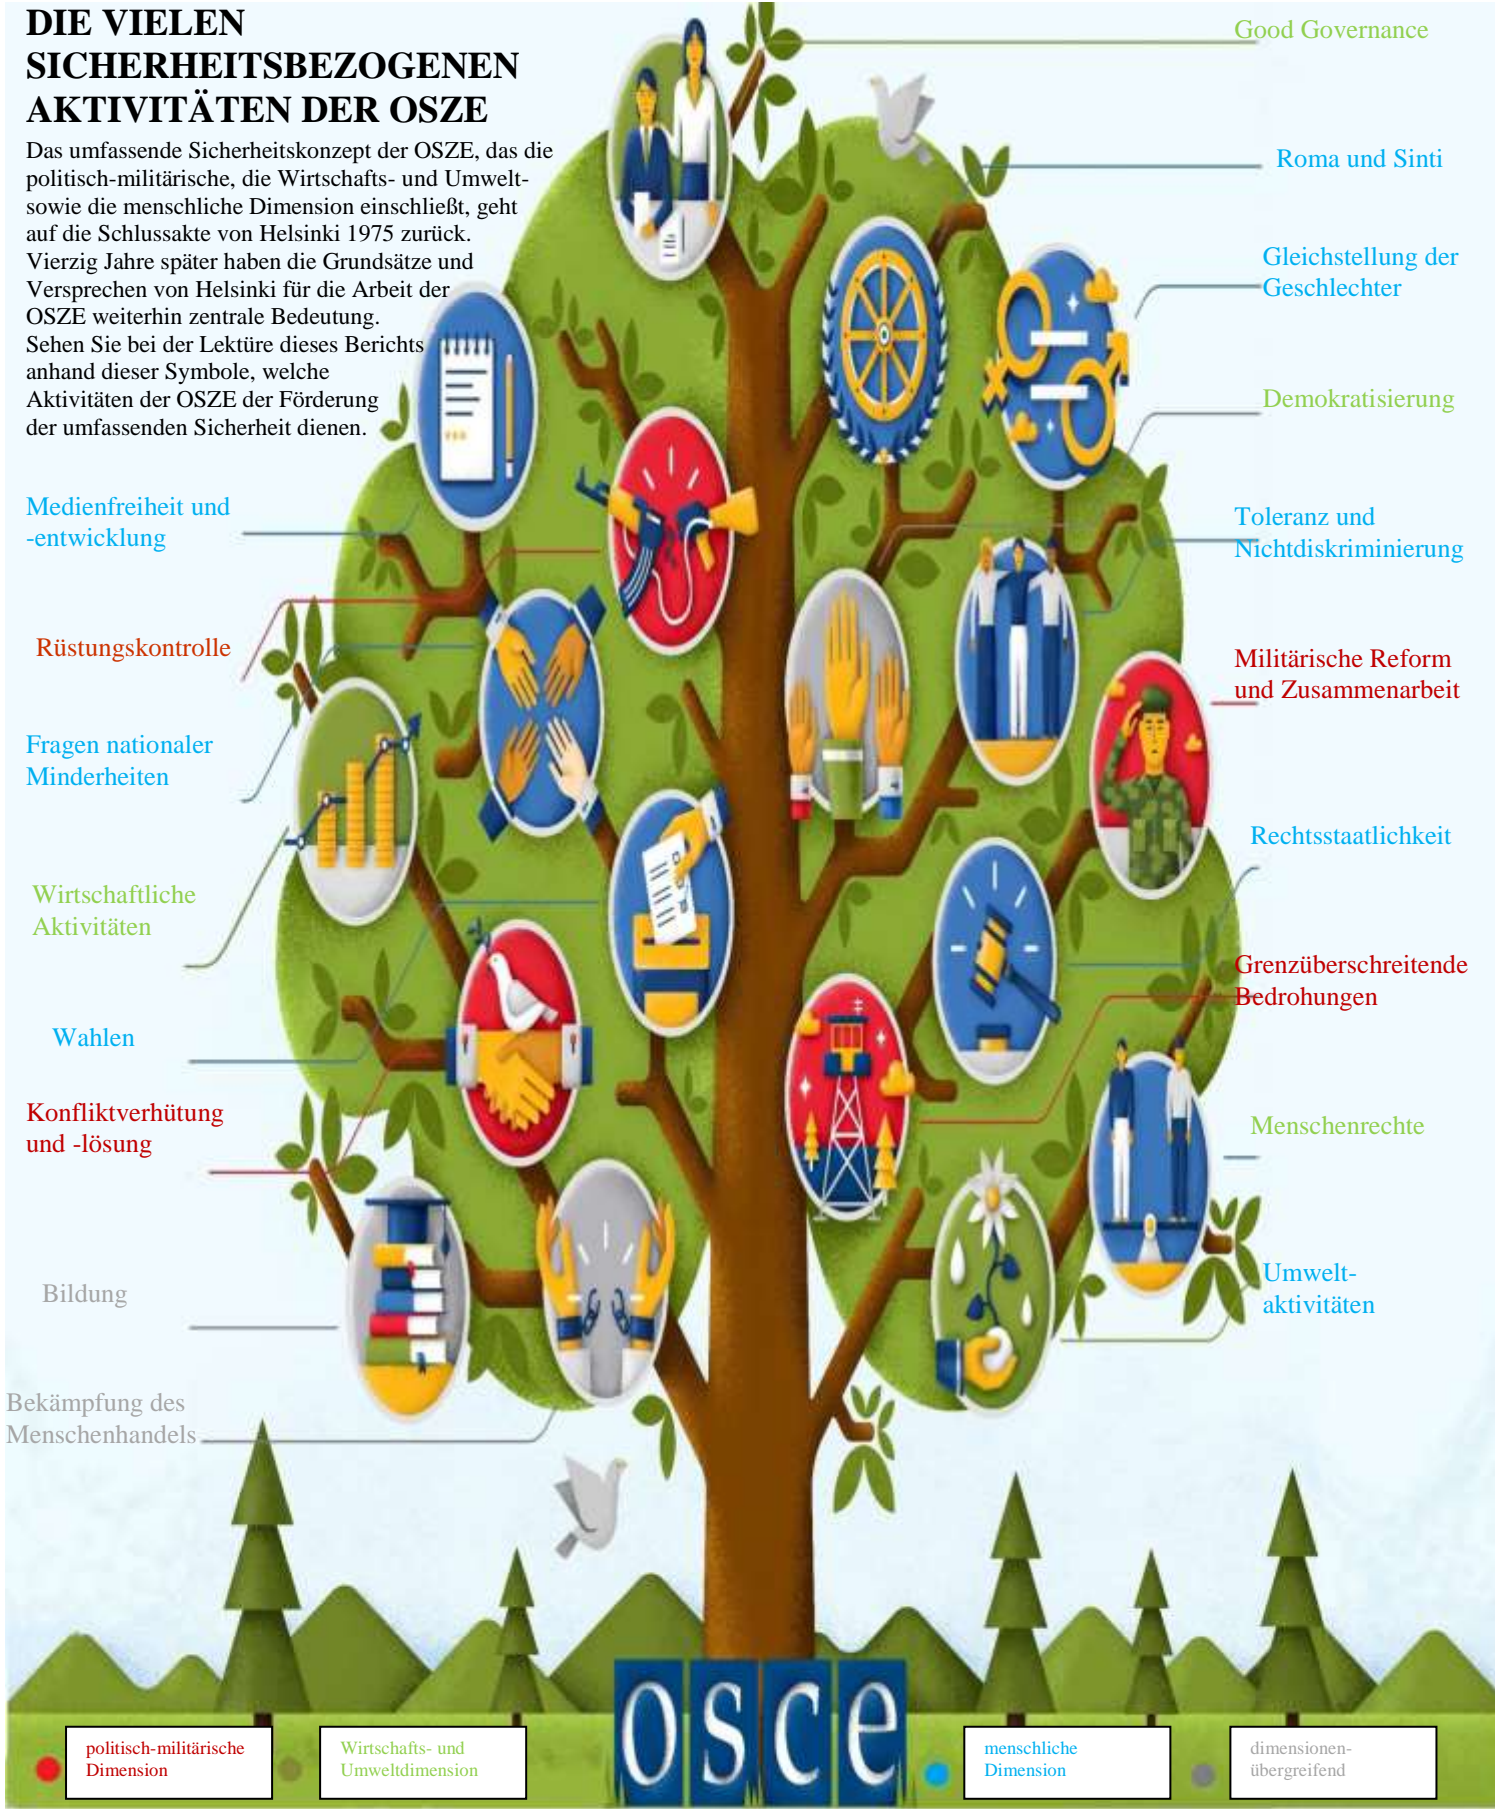 DIE VIELEN
SICHERHEITSBEZOGENEN
AKTIVITÄTEN DER OSZE
Das umfassende Sicherheitskonzept der OSZE, das die
politisch-militärische, die Wirtschafts- und Umwelt-
sowie die menschliche Dimension einschließt, geht
auf die Schlussakte von Helsinki 1975 zurück.
Vierzig Jahre später haben die Grundsätze und
Versprechen von Helsinki für die Arbeit der
OSZE weiterhin zentrale Bedeutung.
Sehen Sie bei der Lektüre dieses Berichts
anhand dieser Symbole, welche
Aktivitäten der OSZE der Förderung
der umfassenden Sicherheit dienen.
Medienfreiheit und
-entwicklung
Rüstungskontrolle
Fragen nationaler
Minderheiten
Wirtschaftliche
Aktivitäten
Wahlen
Konfliktverhütung
und -lösung
Bildung
Bekämpfung des
Menschenhandels
Good Governance
Roma und Sinti
Gleichstellung der
Geschlechter
Demokratisierung
Toleranz und
Nichtdiskriminierung
Militärische Reform
und Zusammenarbeit
Rechtsstaatlichkeit
Grenzüberschreitende
Bedrohungen
Menschenrechte
Umwelt-
aktivitäten
osce
politisch-militärische
Dimension
Wirtschafts- und
Umweltdimension
menschliche
Dimension
dimensionen-
übergreifend